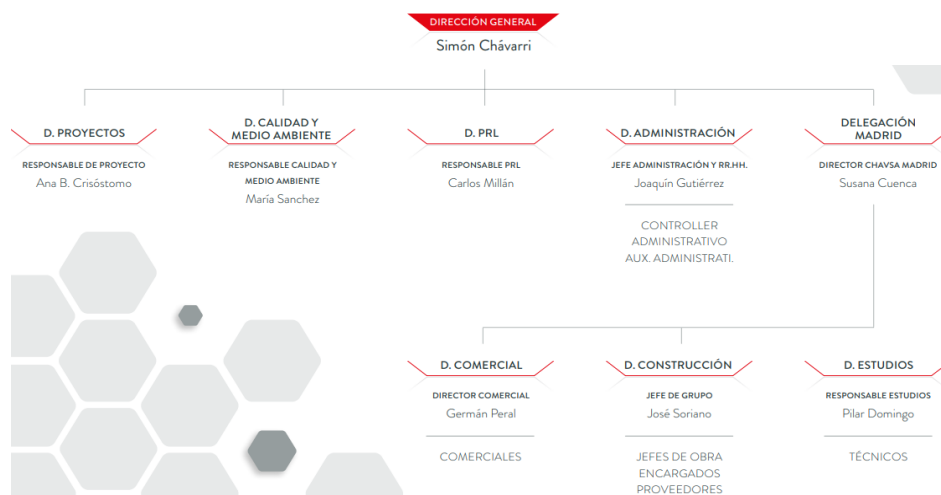 DIRECCIÓN GENERAL
Simón Chávarri
D. PROYECTOS
RESPONSABLE DE PROYECTO
Ana B. Crisóstomo
D. CALIDAD Y
MEDIO AMBIENTE
RESPONSABLE CALIDAD Y
MEDIO AMBIENTE
María Sanchez
D. PRL
RESPONSABLE PRL
Carlos Millán
D. ADMINISTRACIÓN
JEFE ADMINISTRACIÓN Y RR.HH.
Joaquín Gutiérrez
CONTROLLER
ADMINISTRATIVO
AUX. ADMINISTRATI.
DELEGACIÓN
MADRID
DIRECTOR CHAVSA MADRID
Susana Cuenca
D. COMERCIAL
DIRECTOR COMERCIAL
Germán Peral
COMERCIALES
D. CONSTRUCCIÓN
JEFE DE GRUPO
José Soriano
JEFES DE OBRA
ENCARGADOS
PROVEEDORES
D. ESTUDIOS
RESPONSABLE ESTUDIOS
Pilar Domingo
TÉCNICOS